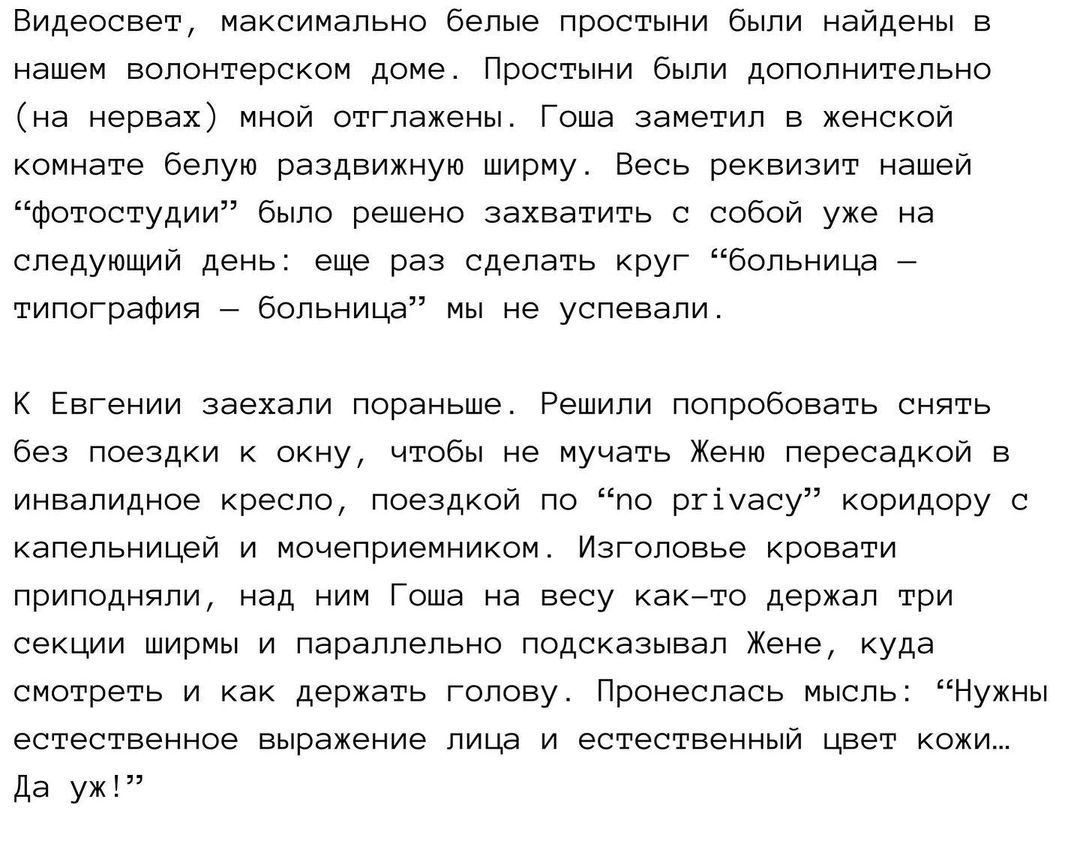 Видеосвет, максимально белые простыни были найдены в
нашем волонтерском доме. Простыни были дополнительно
(на нервах) мной отглажены. Гоша заметил в женской
комнате белую раздвижную ширму. Весь реквизит нашей
“фотостудии” было решено захватить с собой уже на
следующий день: еще раз сделать круг “больница –
типография – больница” мы не успевали.
К Евгении заехали пораньше. Решили попробовать снять
без поездки к окну, чтобы не мучать Женю пересадкой в
инвалидное кресло, поездкой по “no privacy” коридору с
капельницей и мочеприемником. Изголовье кровати
приподняли, над ним Гоша на весу как-то держал три
секции ширмы и параллельно подсказывал Жене, куда
смотреть и как держать голову. Пронеслась мысль: “Нужны
естественное выражение лица и естественный цвет кожи…
Да уж!”